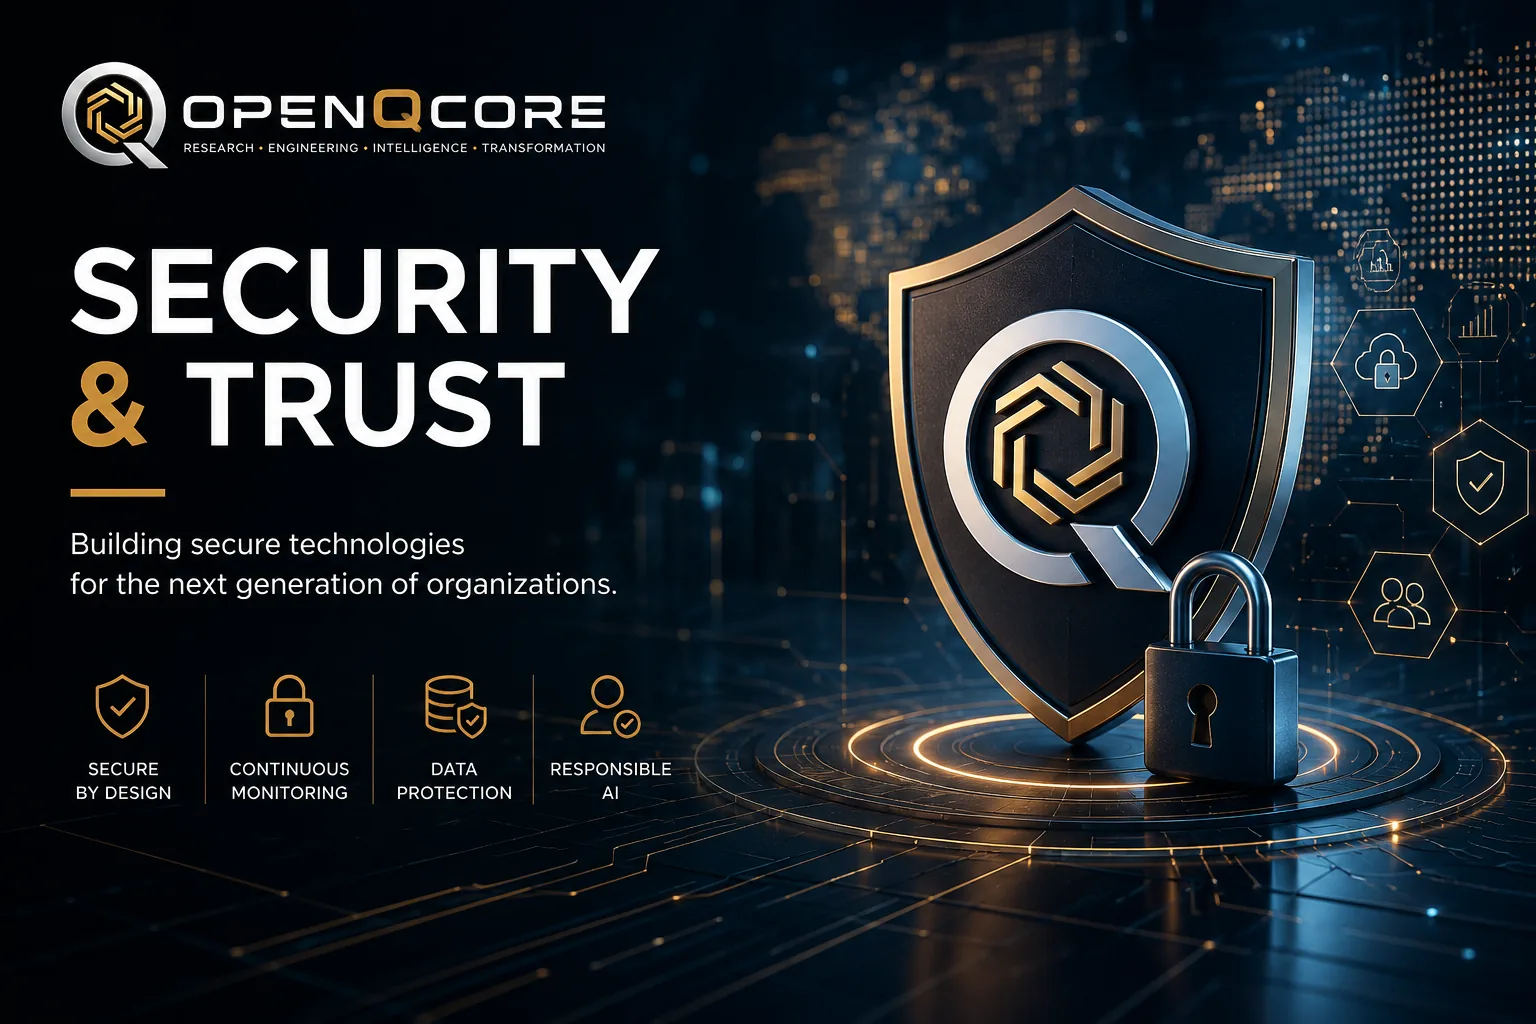 OPENQCORE
RESEARCH • ENGINEERING • INTELLIGENCE • TRANSFORMATION
SECURITY
& TRUST
Building secure technologies
for the next generation of organizations.
SECURE
BY DESIGN
CONTINUOUS
MONITORING
DATA
PROTECTION
RESPONSIBLE
AI